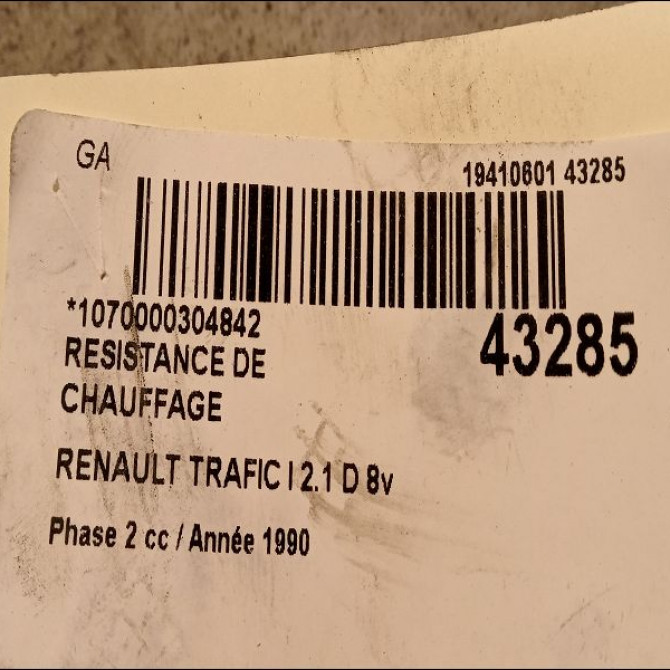 GA
19410601 43285
*1070000304842
43285
RESISTANCE DE
CHAUFFAGE
RENAULT TRAFIC I 2.1 D 8v
Phase 2 cc / Année 1990